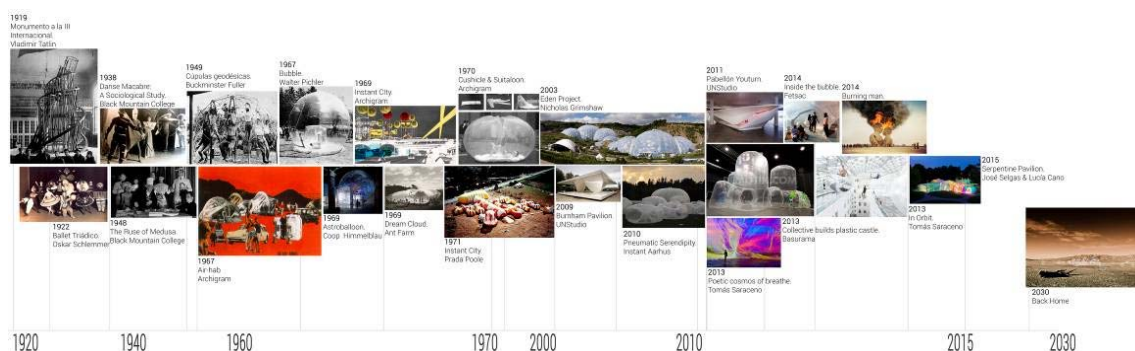 1919
Monumento a la III
Internacional.
Vladimir Tatlin
1938
Danse Macabre:
A Sociological Study.
Black Mountain College
1949
Cúpulas geodésicas.
Buckminster Fuller
1967
Bubble.
Walter Pichler
1969
Instant City.
Archigram
1970
Cushicle & Suitaloon.
Archigram
2003
Eden Project.
Nicholas Grimshaw
2011
Pabellón Youturn.
UNStudio
2014
Inside the bubble.
Fetsac
2014
Burning man.
1922
Ballet Triádico.
Oskar Schlemmer
1948
The Ruse of Medusa.
Black Mountain College
1967
Air-hab.
Archigram
1969
Astroballoon.
Coop. Himmelblau
1969
Dream Cloud.
Ant Farm
1971
Instant City.
Prada Poole
2009
Burnham Pavilion.
UNStudio
2010
Pneumatic Serendipity.
Instant Aarhus
2013
Poetic cosmos of breathe.
Tomás Saraceno
2013
Collective builds plastic castle.
Basurama
2013
In Orbit.
Tomás Saraceno
2015
Serpentine Pavilion.
José Selgas & Lucía Cano
2030
Back Home
1920
1940
1960
1970
2000
2010
2015
2030